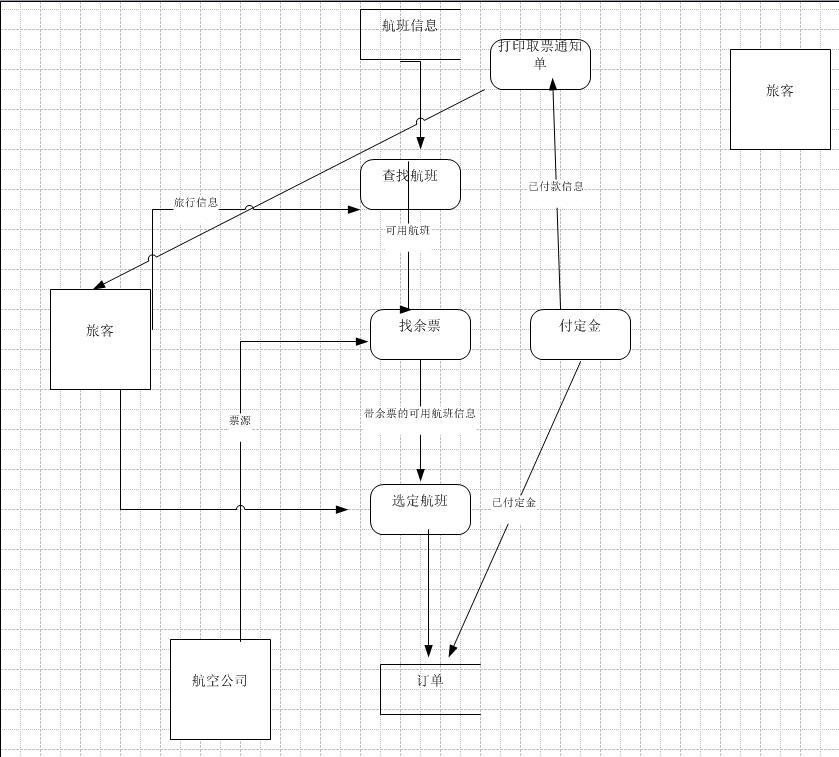 航班信息
打印取票通知
单
旅客
查找航班
已付款信息
旅行信息
可用航班
旅客
找余票
付定金
票源
带余票的可用航班信息
选定航班
已付定金
航空公司
订单